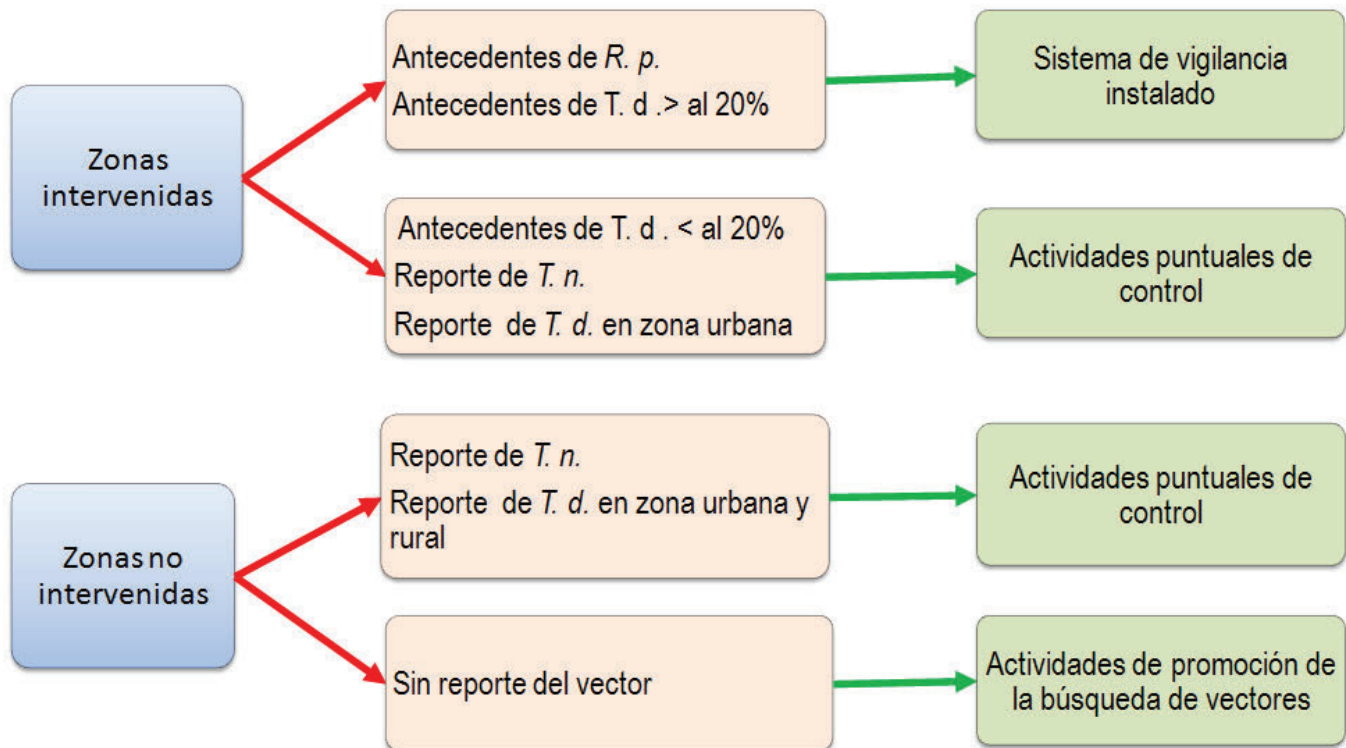 Zonas
intervenidas
Antecedentes de R. p.
Antecedentes de T. d .> al 20%
Sistema de vigilancia
instalado
Antecedentes de T. d . < al 20%
Reporte de T. n.
Reporte de T. d. en zona urbana
Actividades puntuales de
control
Zonas no
intervenidas
Reporte de T. n.
Reporte de T. d. en zona urbana y
rural
Actividades puntuales de
control
Sin reporte del vector
Actividades de promoción de
la búsqueda de vectores